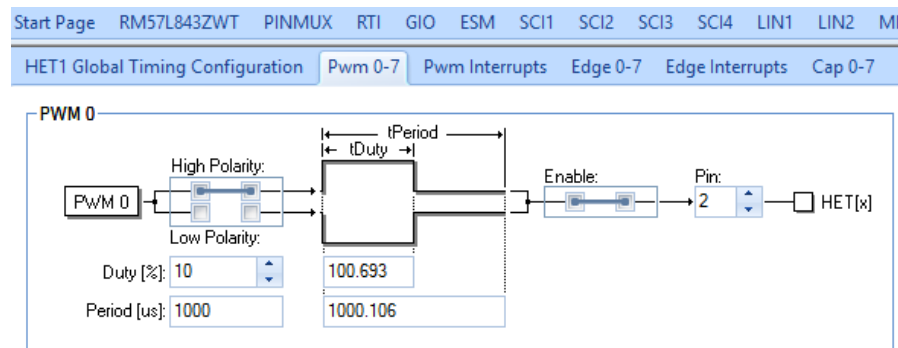 Start Page RM57L843ZWT PINMUX RTI GIO ESM SCI1 SCI2 SCI3 SCI4 LIN1 LIN2
HET1 Global Timing Configuration Pwm 0-7 Pwm Interrupts Edge 0-7 Edge Interrupts Cap 0-7
PWM 0
tPeriod
tDuty
High Polarity:
Enable:
Pin:
PWM 0
2
HET[x]
Low Polarity:
Duty [%]: 10
100.693
Period [us]: 1000
1000.106